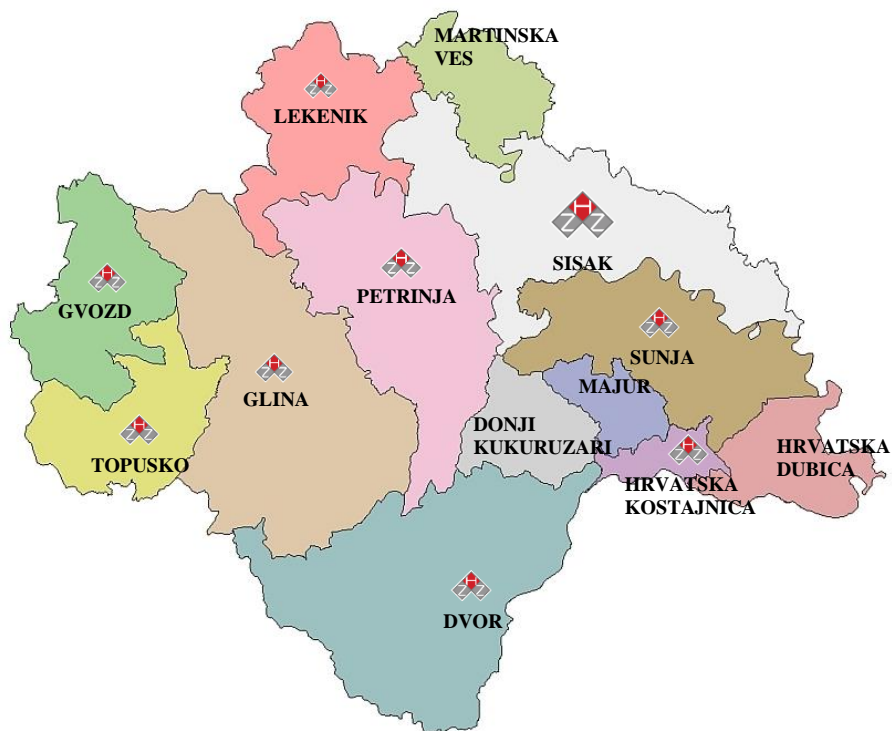 MARTINSKA
VES
H
Z Z
LEKENIK
H
Z Z
SISAK
H
Z Z
GVOZD
H
Z Z
PETRINJA
H
Z Z
SUNJA
H
Z Z
GLINA
MAJUR
H
Z Z
TOPUSKO
DONJI
KUKURUZARI
H
Z Z
HRVATSKA
KOSTAJNICA
HRVATSKA
DUBICA
H
Z Z
DVOR